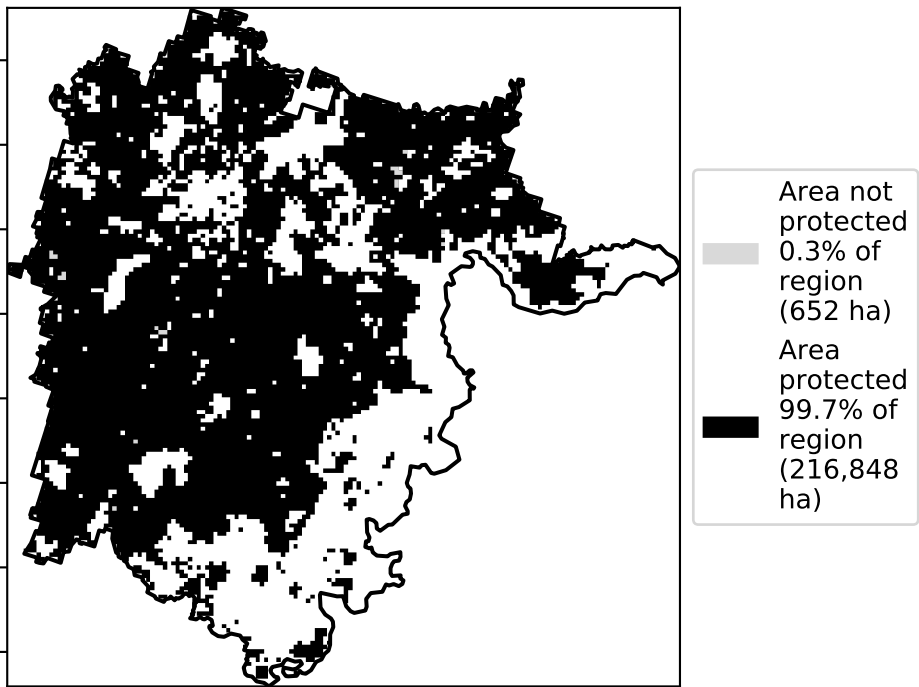 Area not
protected
0.3% of
region
(652 ha)
Area
protected
99.7% of
region
(216,848
ha)